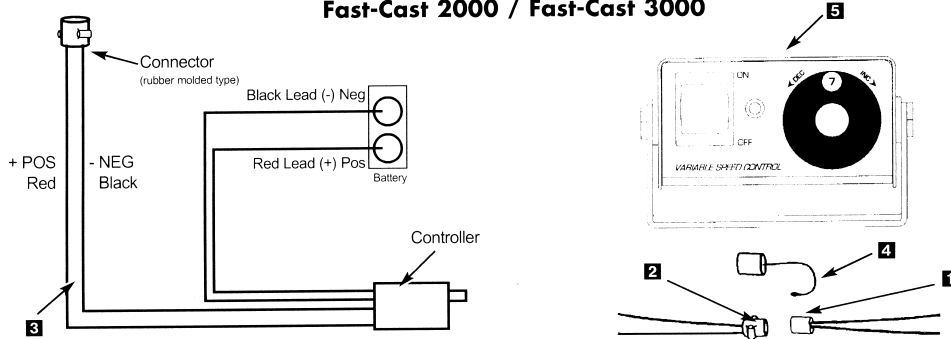 Fast-Cast 2000 / Fast-Cast 3000
5
Connector
(rubber molded type)
Black Lead (-) Neg
Red Lead (+) Pos
Battery
+ POS
Red
- NEG
Black
Controller
3
ON
OFF
DEC
7
INC
VARIABLE SPEED CONTROL
4
2
1